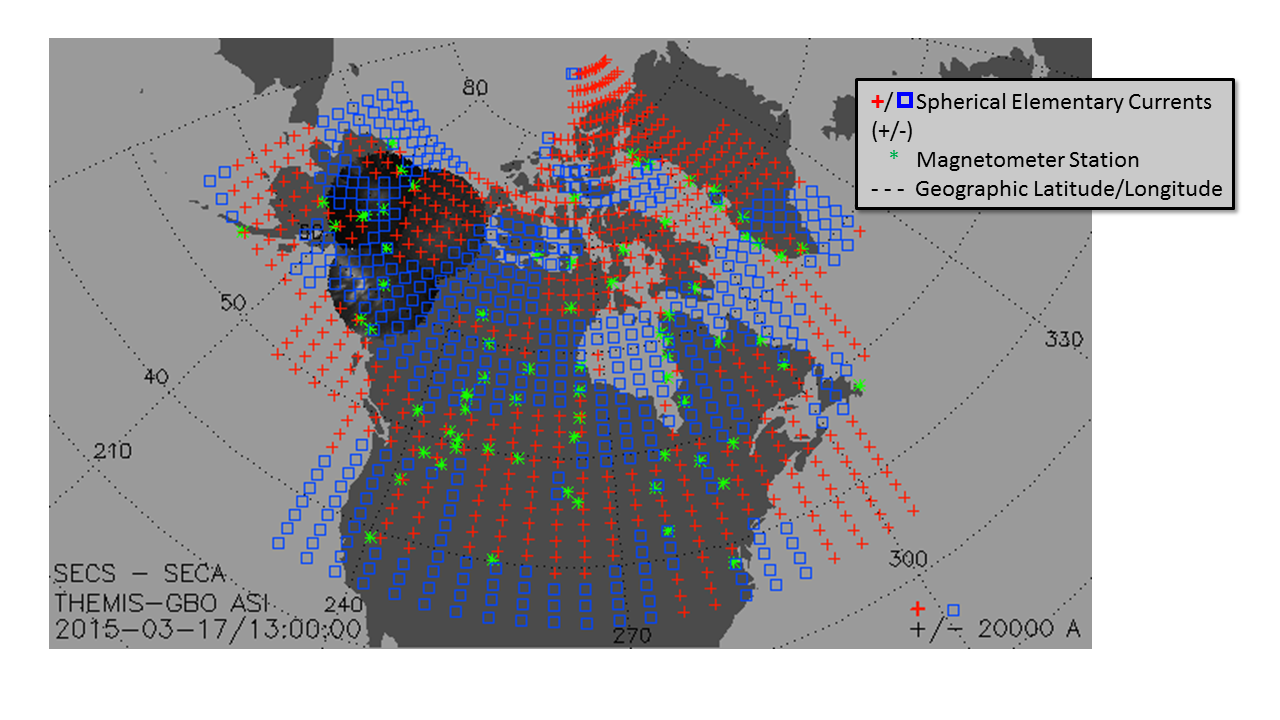 80
+/ Spherical Elementary Currents
(+/-)
* Magnetometer Station
- - - Geographic Latitude/Longitude
60
50
330
40
210
300
SECS - SECA
THEMIS-GBO ASI
240
2015-03-17/13:00:00
270
+/- 20000 A